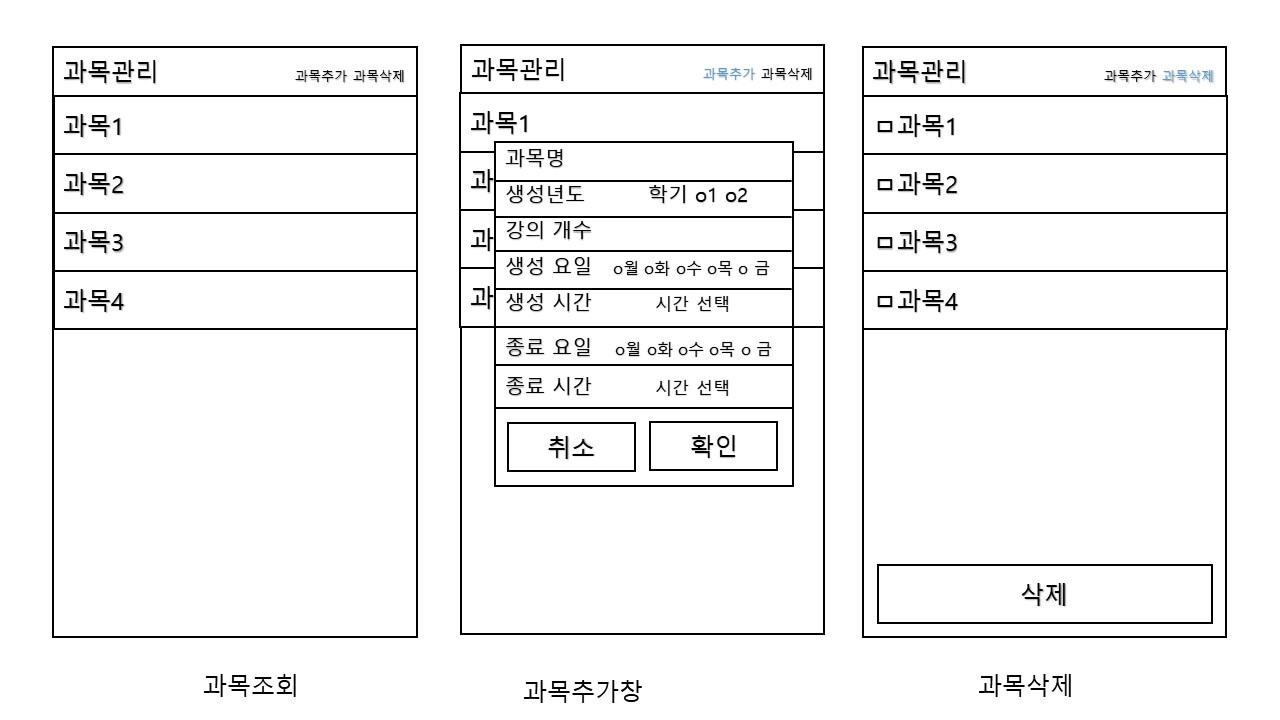 과목관리
과목추가 과목삭제
과목1
과목2
과목3
과목4
과목조회
과목관리
과목추가 과목삭제
과목1
과
과
과
과목명
생성년도 학기 o1 o2
강의 개수
생성 요일 o월 o화 o수 o목 o 금
생성 시간 시간 선택
종료 요일 o월 o화 o수 o목 o 금
종료 시간 시간 선택
취소 확인
과목추가창
과목관리
과목추가 과목삭제
ㅁ과목1
ㅁ과목2
ㅁ과목3
ㅁ과목4
삭제
과목삭제